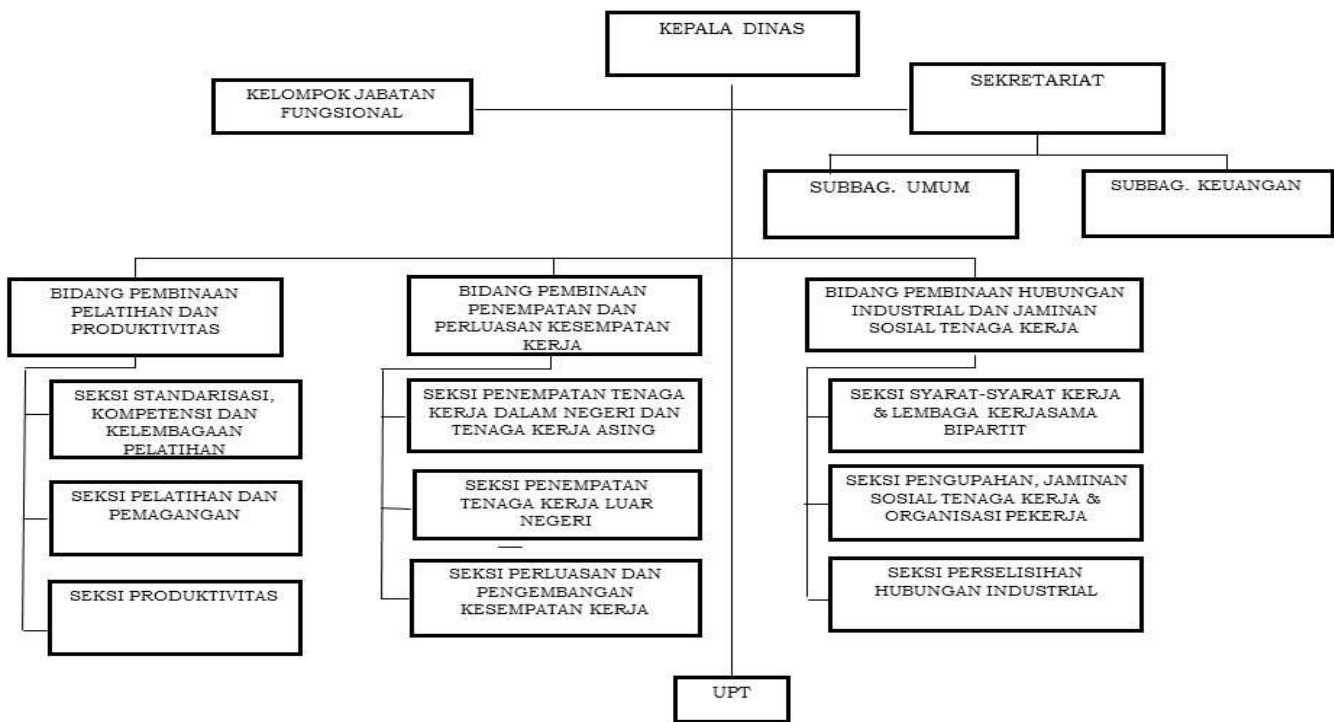 KEPALA DINAS
KELOMPOK JABATAN
FUNGSIONAL
SEKRETARIAT
SUBBAG. UMUM
SUBBAG. KEUANGAN
BIDANG PEMBINAAN
PELATIHAN DAN
PRODUKTIVITAS
SEKSI STANDARISASI,
KOMPETENSI DAN
KELEMBAGAAN
PELATIHAN
SEKSI PELATIHAN DAN
PEMAGANGAN
SEKSI PRODUKTIVITAS
BIDANG PEMBINAAN
PENEMPATAN DAN
PERLUASAN KESEMPATAN
KERJA
SEKSI PENEMPATAN TENAGA
KERJA DALAM NEGERI DAN
TENAGA KERJA ASING
SEKSI PENEMPATAN
TENAGA KERJA LUAR
NEGERI
SEKSI PERLUASAN DAN
PENGEMBANGAN
KESEMPATAN KERJA
BIDANG PEMBINAAN HUBUNGAN
INDUSTRIAL DAN JAMINAN
SOSIAL TENAGA KERJA
SEKSI SYARAT-SYARAT KERJA
& LEMBAGA KERJASAMA
BIPARTIT
SEKSI PENGUPAHAN, JAMINAN
SOSIAL TENAGA KERJA &
ORGANISASI PEKERJA
SEKSI PERSELISIHAN
HUBUNGAN INDUSTRIAL
UPT